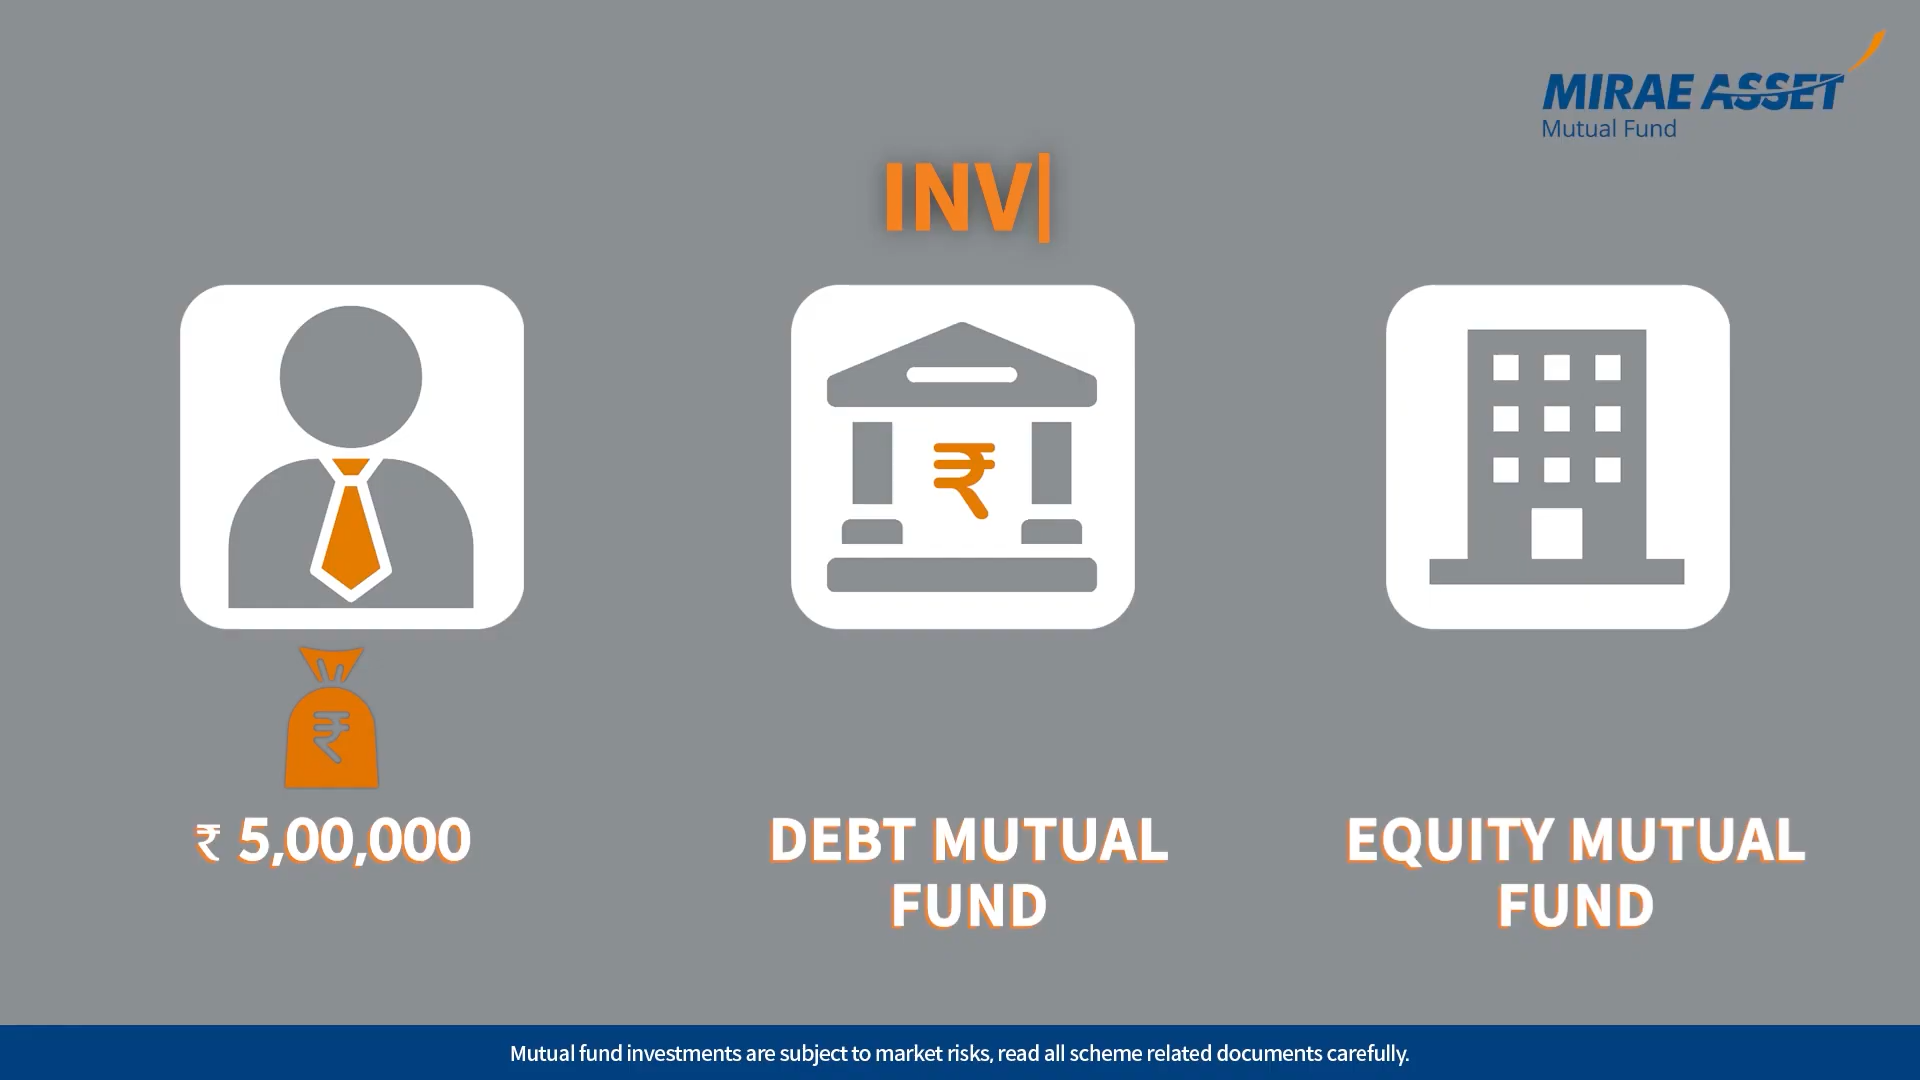 MIRAE ASSET
Mutual Fund
INV|
₹
₹
₹ 5,00,000
DEBT MUTUAL
FUND
EQUITY MUTUAL
FUND
Mutual fund investments are subject to market risks, read all scheme related documents carefully.